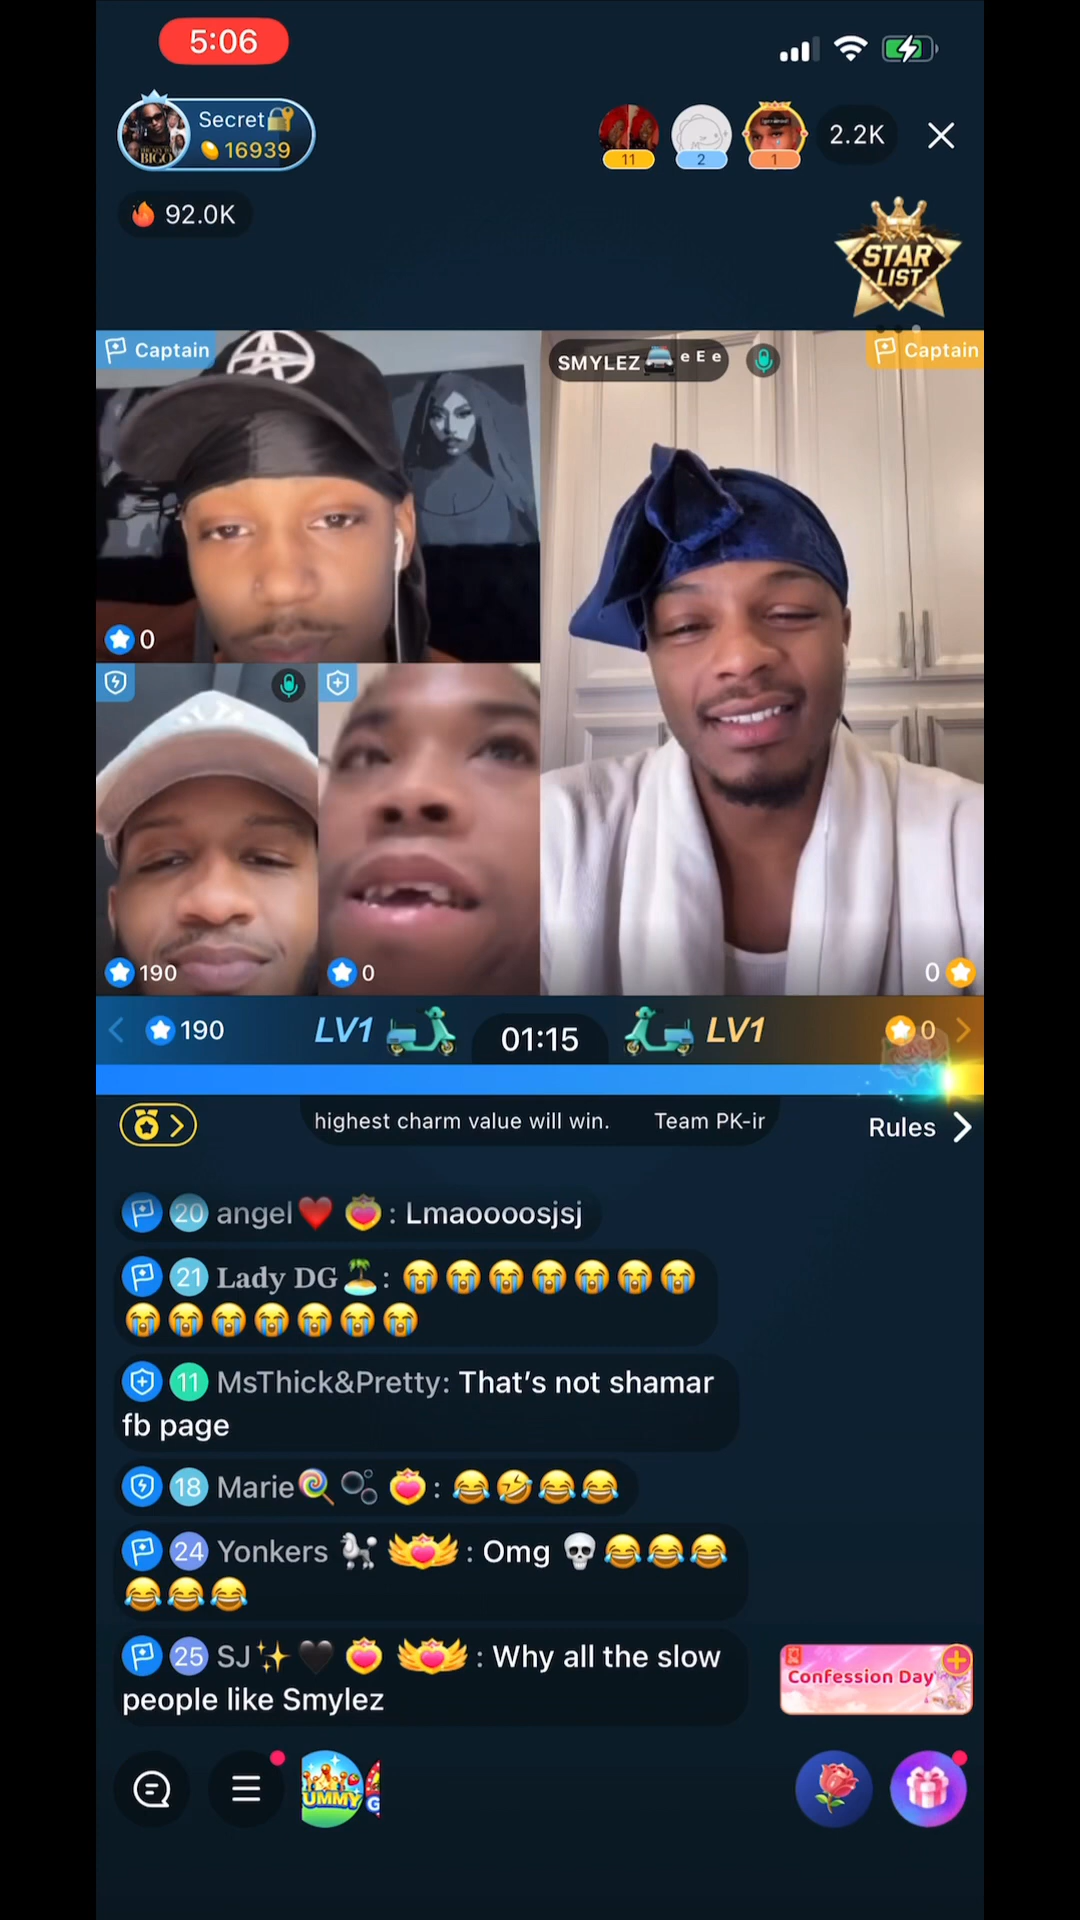 5:06
Secret
16939
11
2
1
2.2K
92.0K
STAR
LIST
Captain
SMYLEZ e E e
Captain
0
190
0
0
190
LV1
01:15
LV1
0
highest charm value will win. Team PK-ir
Rules
20 angel❤️ : Lmaoooosjsj
21 Lady DG🏝️: 😭😭😭😭😭😭😭
😭😭😭😭😭😭😭
11 MsThick&Pretty: That’s not shamar
fb page
18 Marie🍭🫧 : 😂🤣😂😂
24 Yonkers 🐩 : Omg 💀😂😂😂
😂😂😂
25 SJ✨🖤 : Why all the slow
people like Smylez
Confession Day
UMMY
G